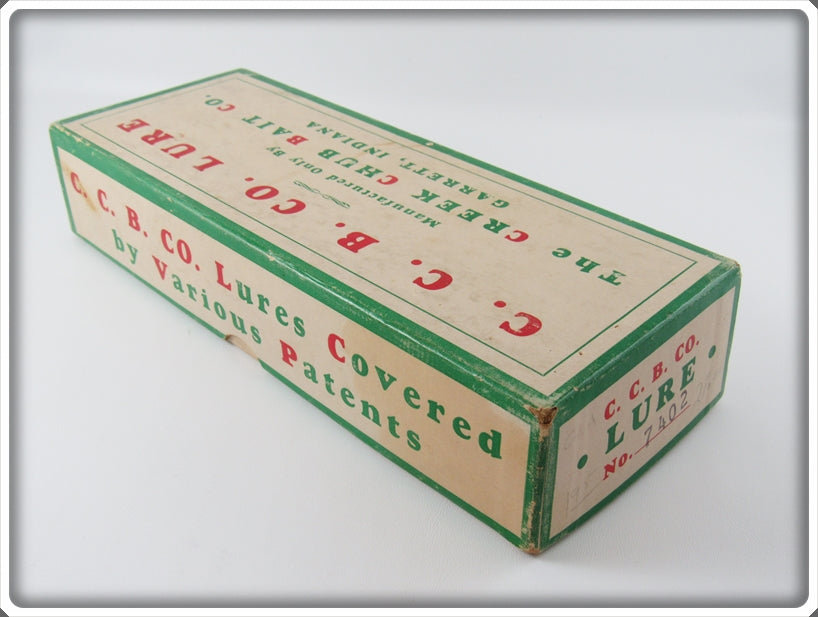 C. C. B. CO. LURE
Manufactured Only By
The CREEK CHUB BAIT CO.
GARRETT, INDIANA
C. C. B. CO. Lures Covered
by Various Patents
C. C. B. CO.
• LURE •
No. 7402